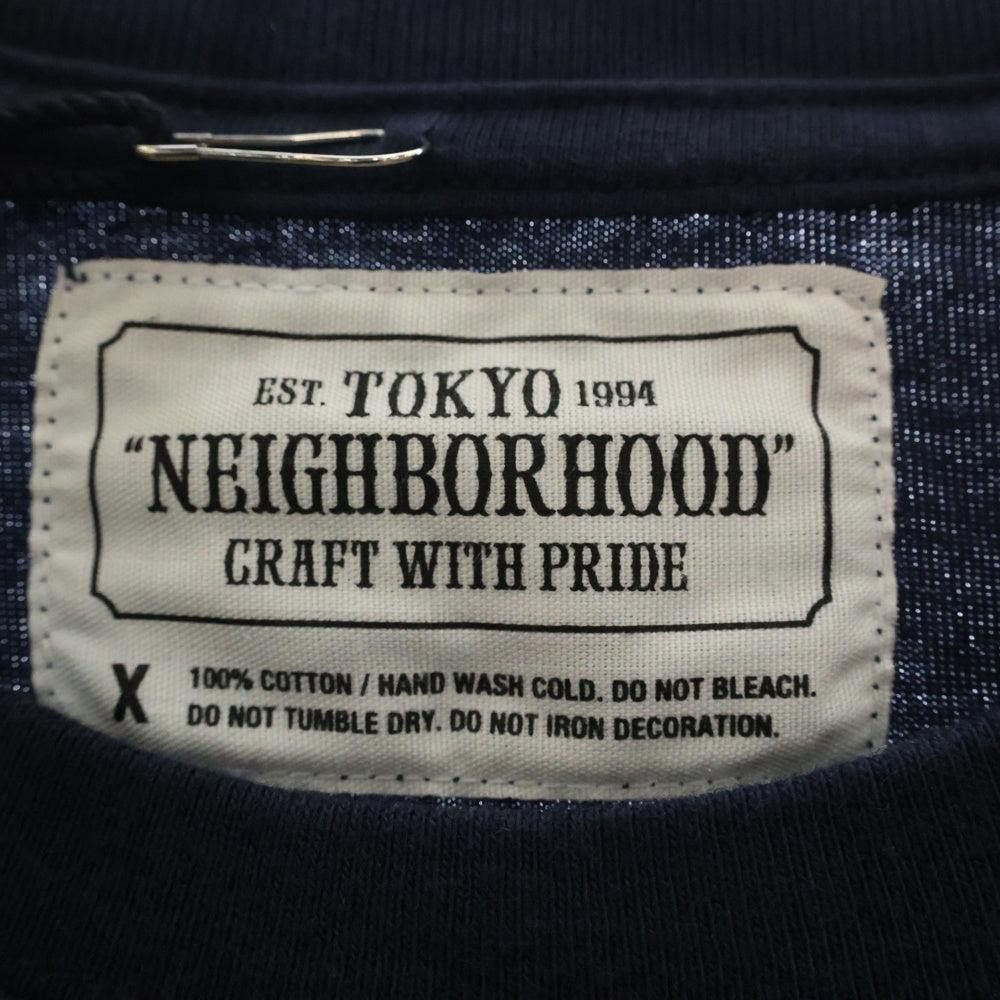 EST. TOKYO 1994
"NEIGHBORHOOD"
CRAFT WITH PRIDE
X
100% COTTON / HAND WASH COLD. DO NOT BLEACH.
DO NOT TUMBLE DRY. DO NOT IRON DECORATION.